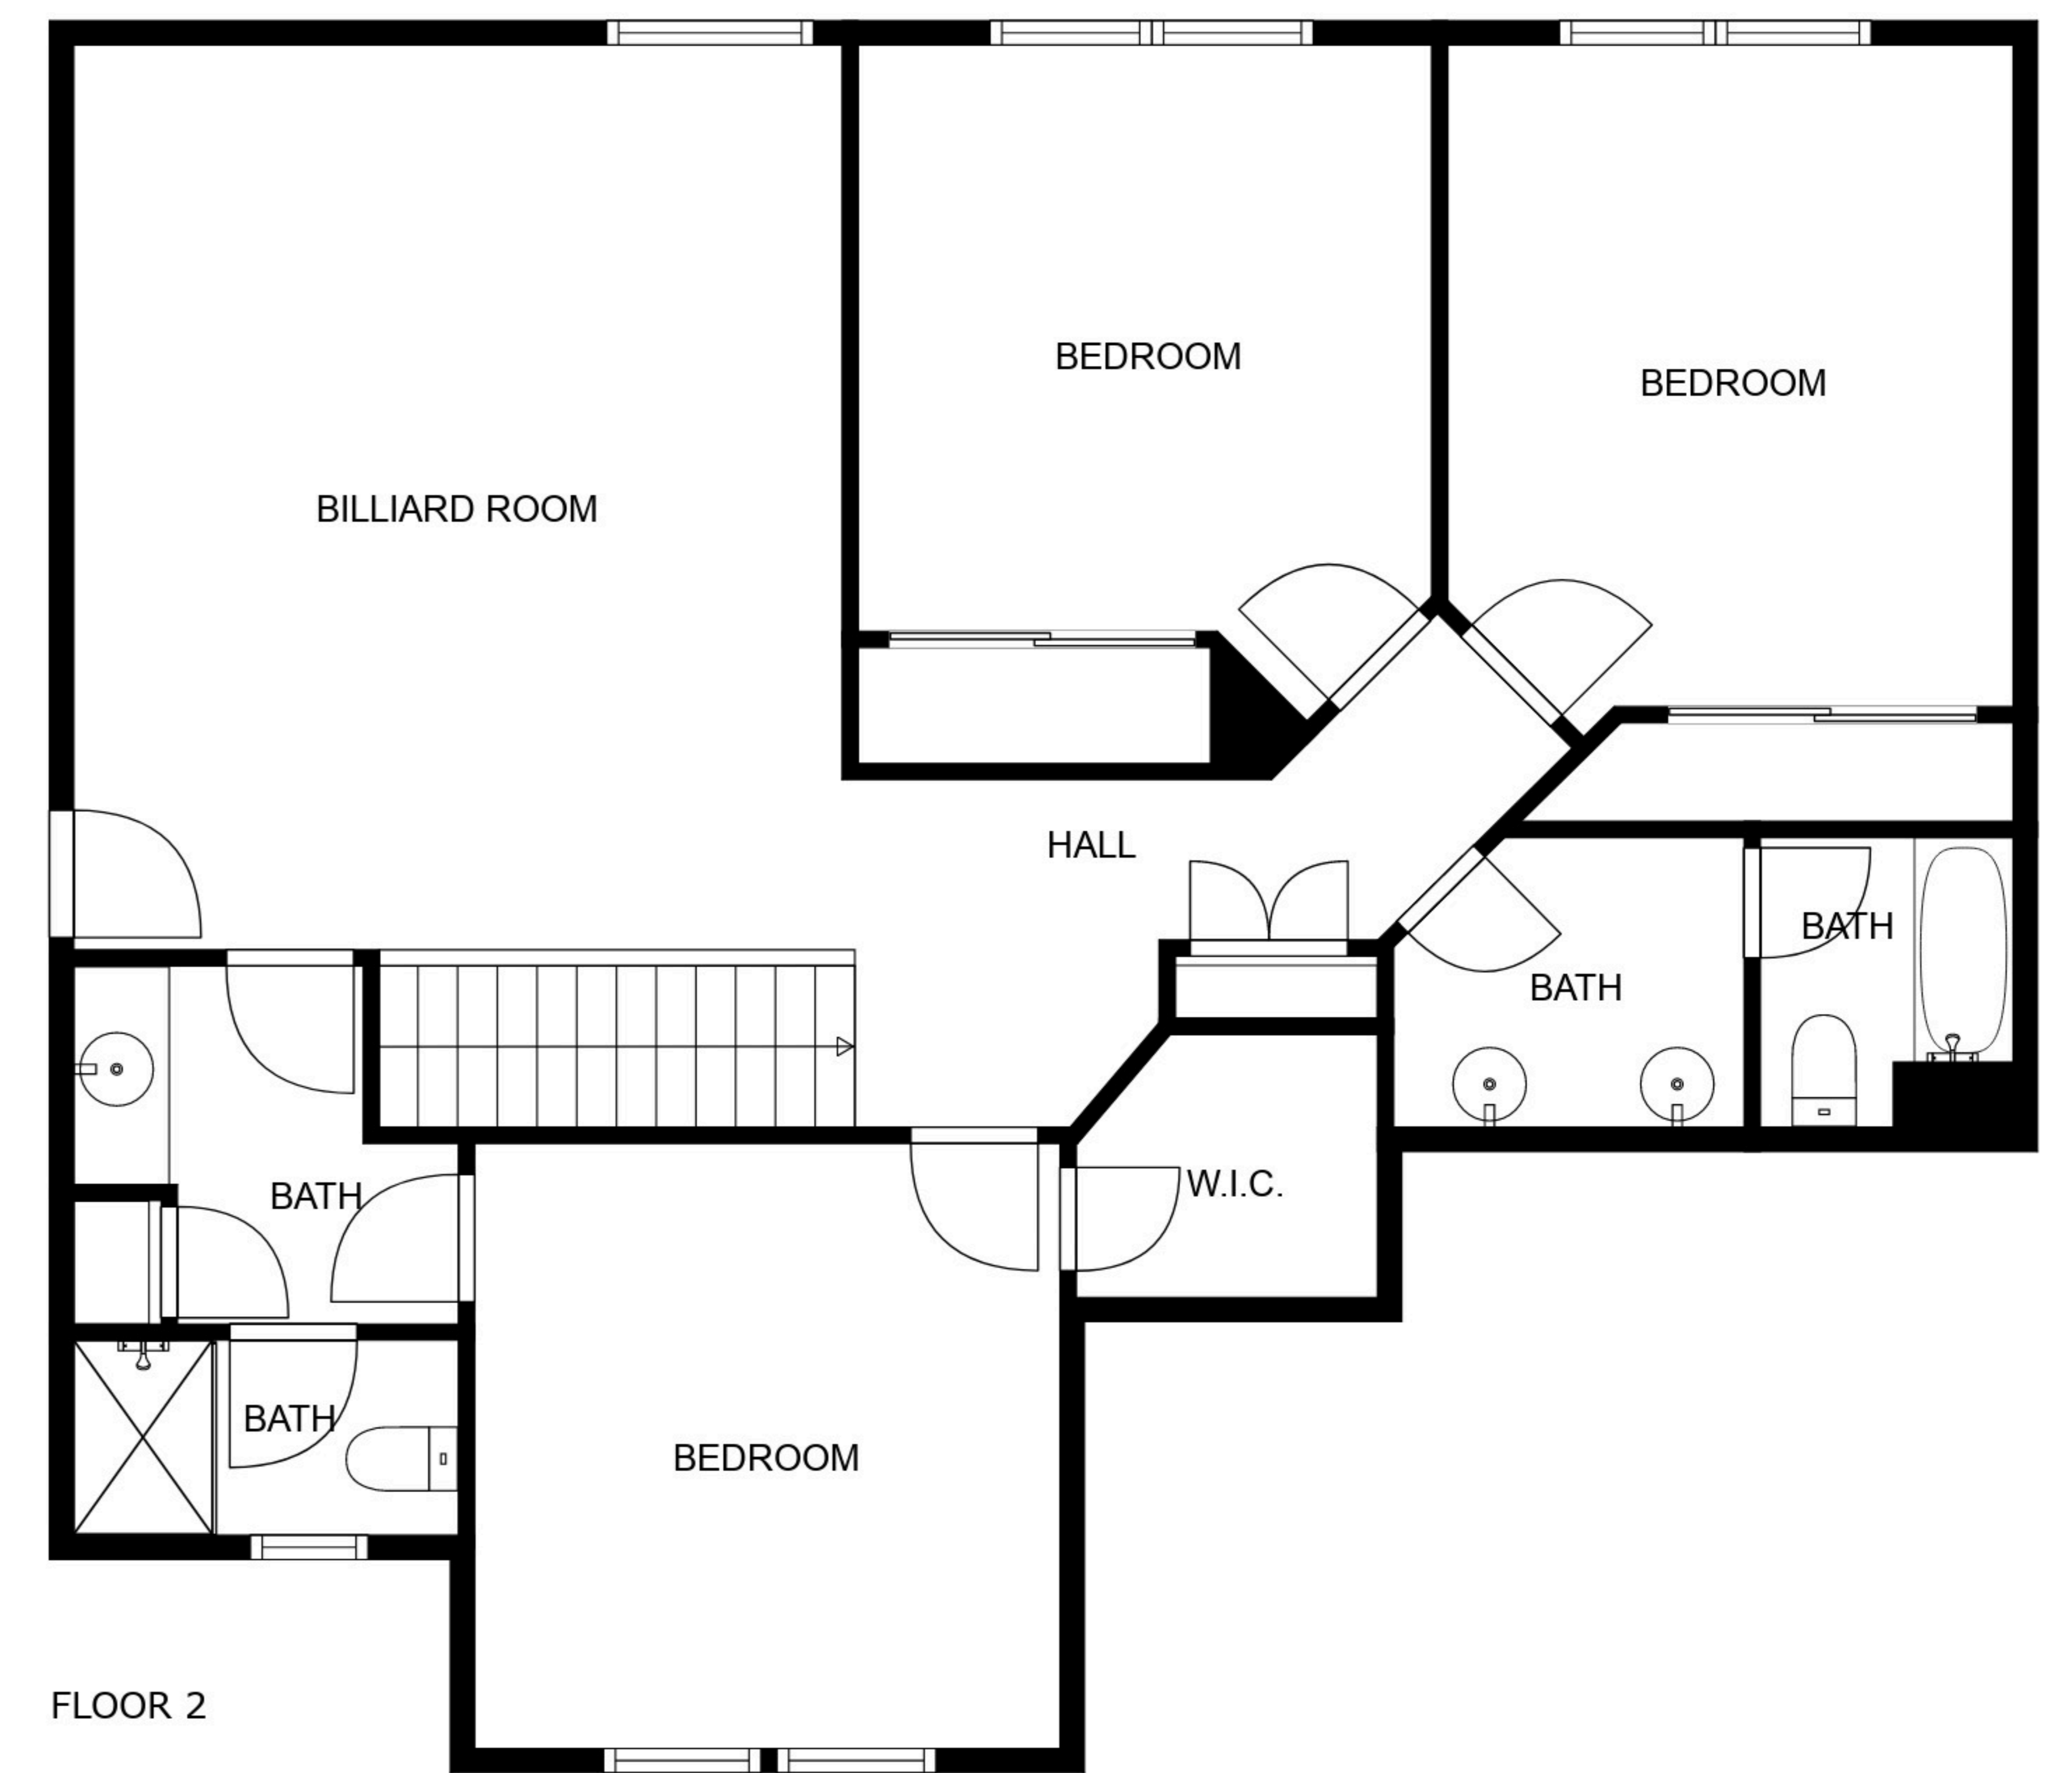 BEDROOM
BEDROOM
BILLIARD ROOM
HALL
BATH
BATH
W.I.C.
BATH
BATH
BEDROOM
FLOOR 2